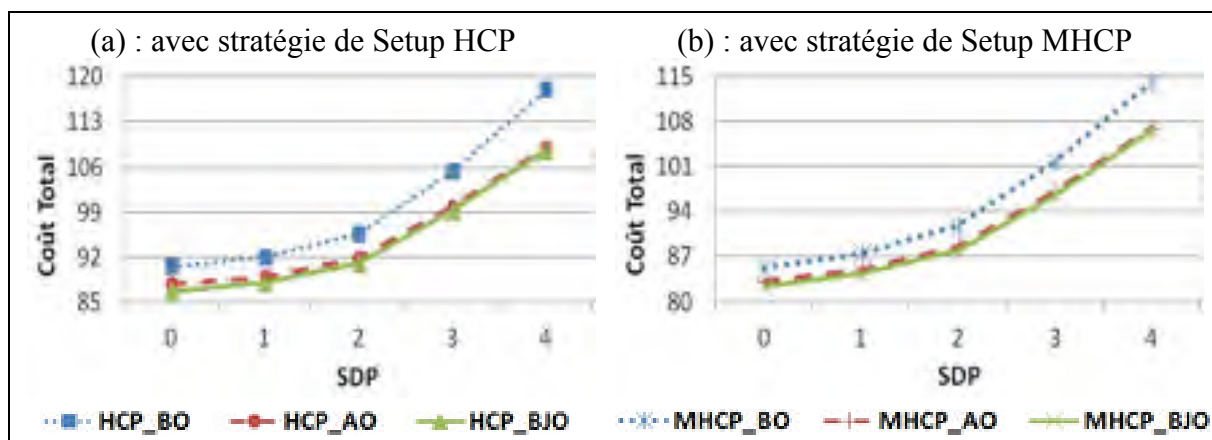 (a) : avec stratégie de Setup HCP
Coût Total
120
113
106
99
92
85
0 1 2 3 4
SDP
HCP_BO HCP_AO HCP_BJO
(b) : avec stratégie de Setup MHCP
Coût Total
115
108
101
94
87
80
0 1 2 3 4
SDP
MHCP_BO MHCP_AO MHCP_BJO